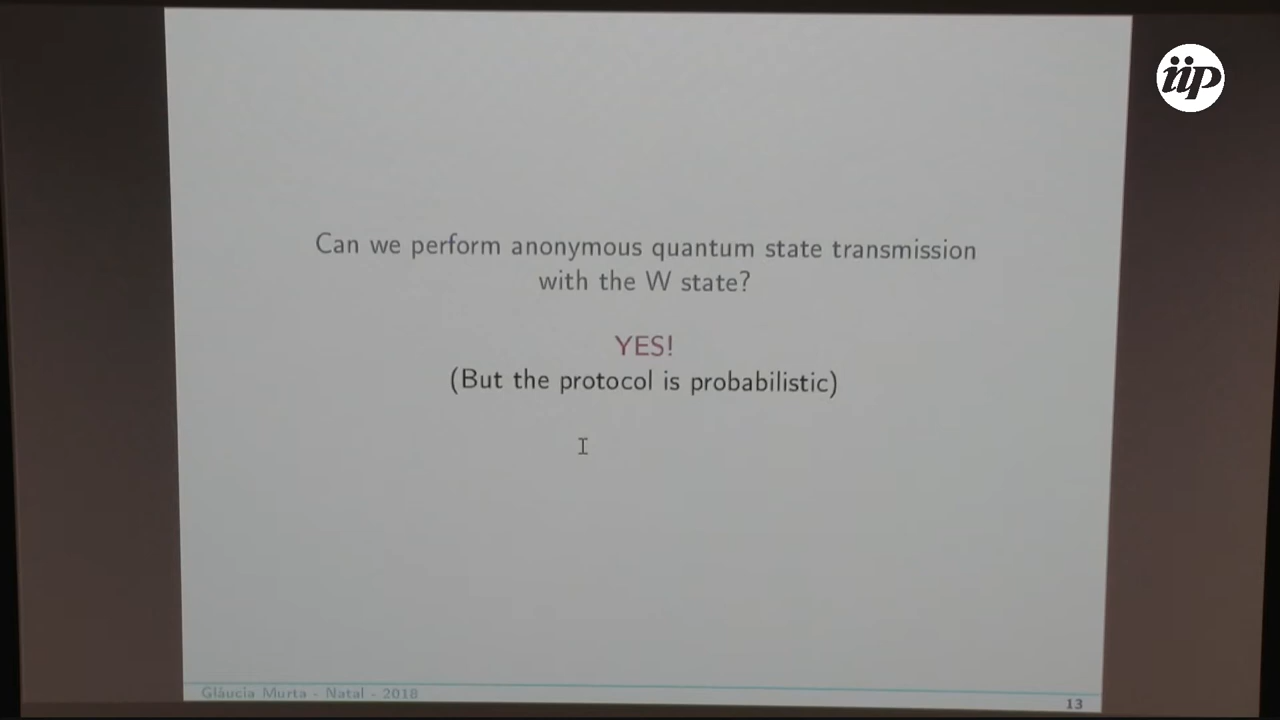 iip
Can we perform anonymous quantum state transmission
with the W state?
YES!
(But the protocol is probabilistic)
Gláucia Murta - Natal - 2018
13